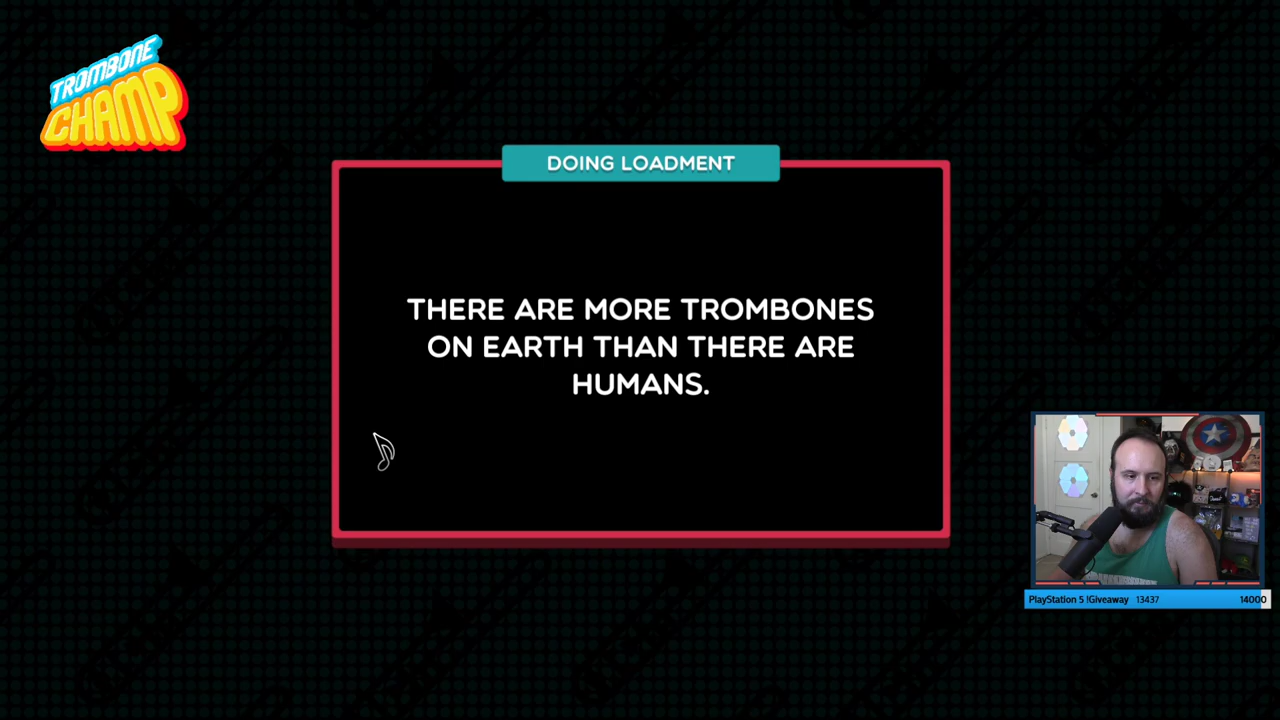 TROMBONE
CHAMP
DOING LOADMENT
THERE ARE MORE TROMBONES
ON EARTH THAN THERE ARE
HUMANS.
PlayStation 5 !Giveaway 13437 14000